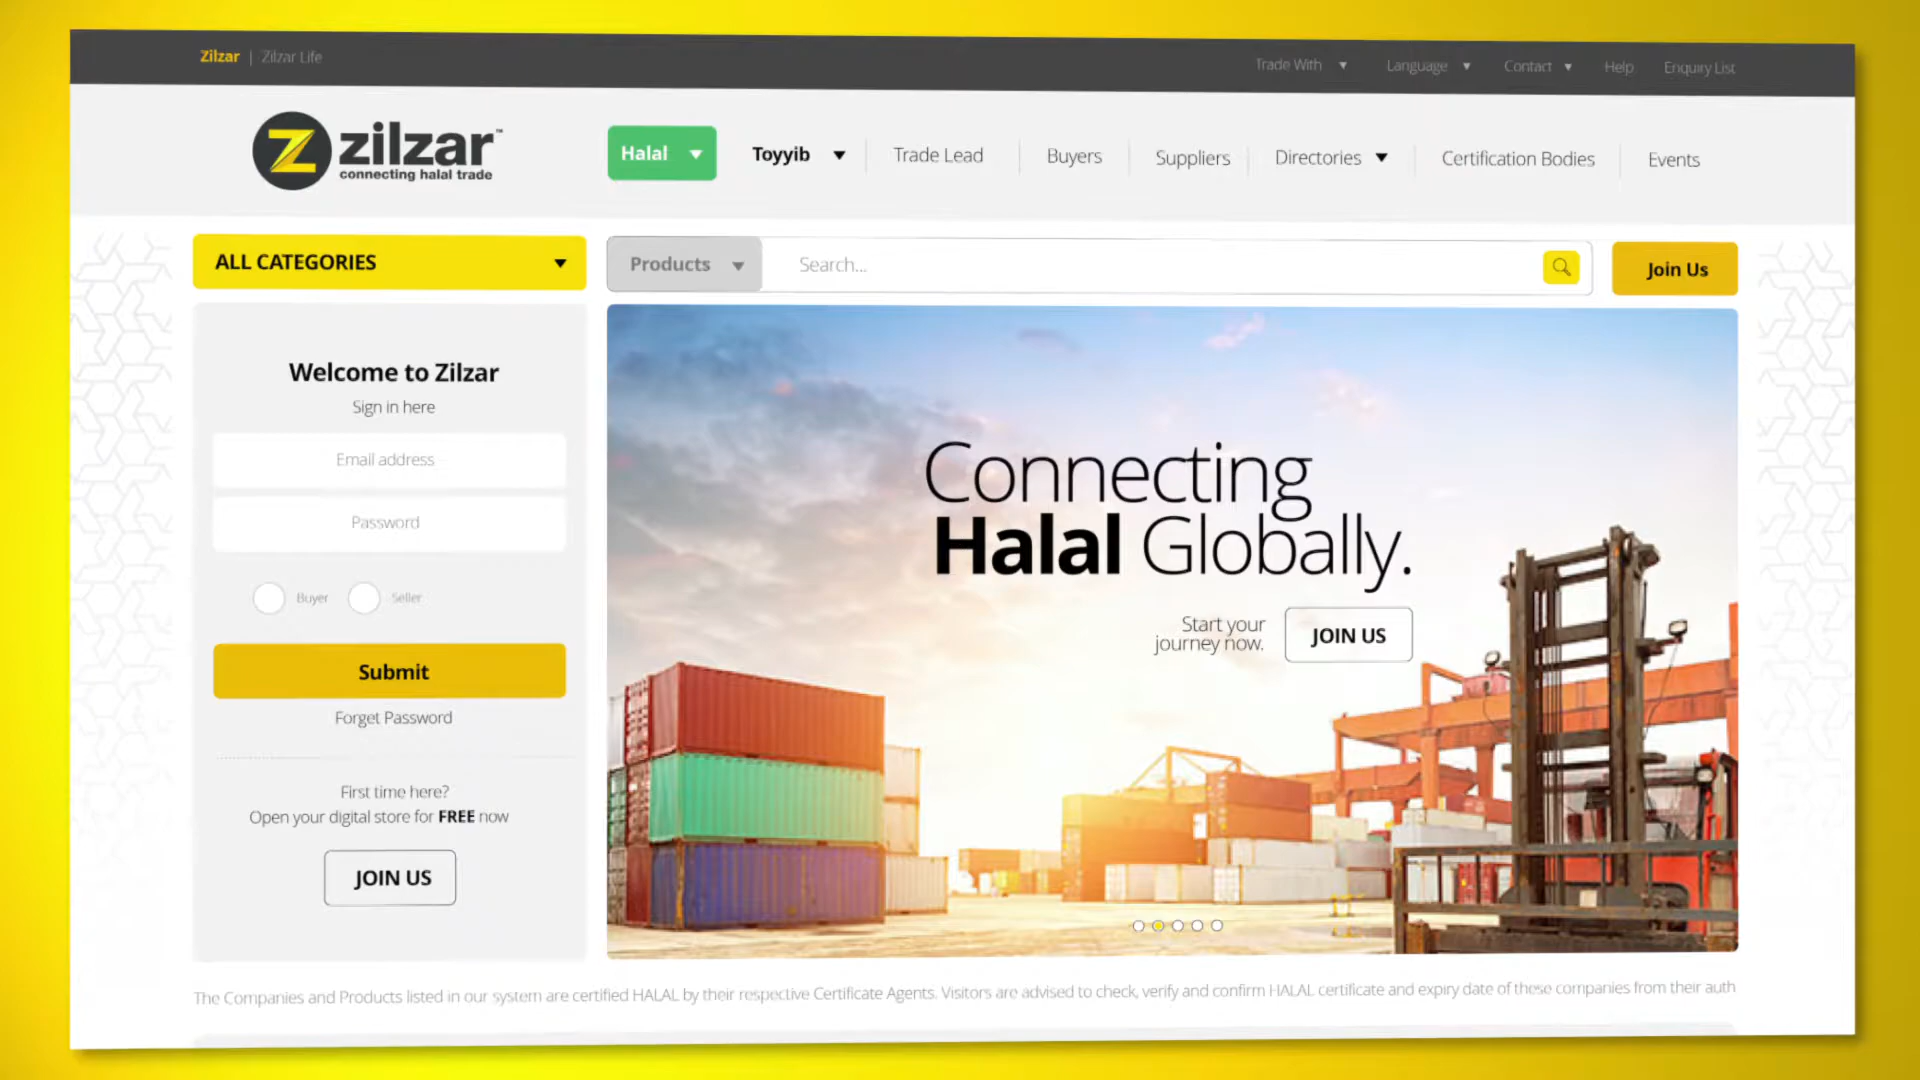 Zilzar | Zilzar Life
Trade With Language Contact Help Enquiry List
zilzar™
connecting halal trade
Halal Toyyib Trade Lead Buyers Suppliers Directories Certification Bodies Events
ALL CATEGORIES
Products Search... Join Us
Welcome to Zilzar
Sign in here
Email address
Password
Buyer Seller
Submit
Forget Password
First time here?
Open your digital store for FREE now
JOIN US
Connecting
Halal Globally.
Start your
journey now.
JOIN US
The Companies and Products listed in our system are certified HALAL by their respective Certificate Agents. Visitors are advised to check, verify and confirm HALAL certificate and expiry date of these companies from their auth